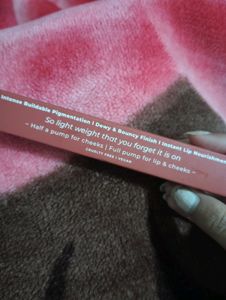 Intense Buildable Pigmentation I Dewy & Bouncy Finish I Instant Lip Nourishment
So light weight that you forget it is on
~ Half a pump for cheeks | Full pump for lip & cheeks ~
CRUELTY FREE | VEGAN